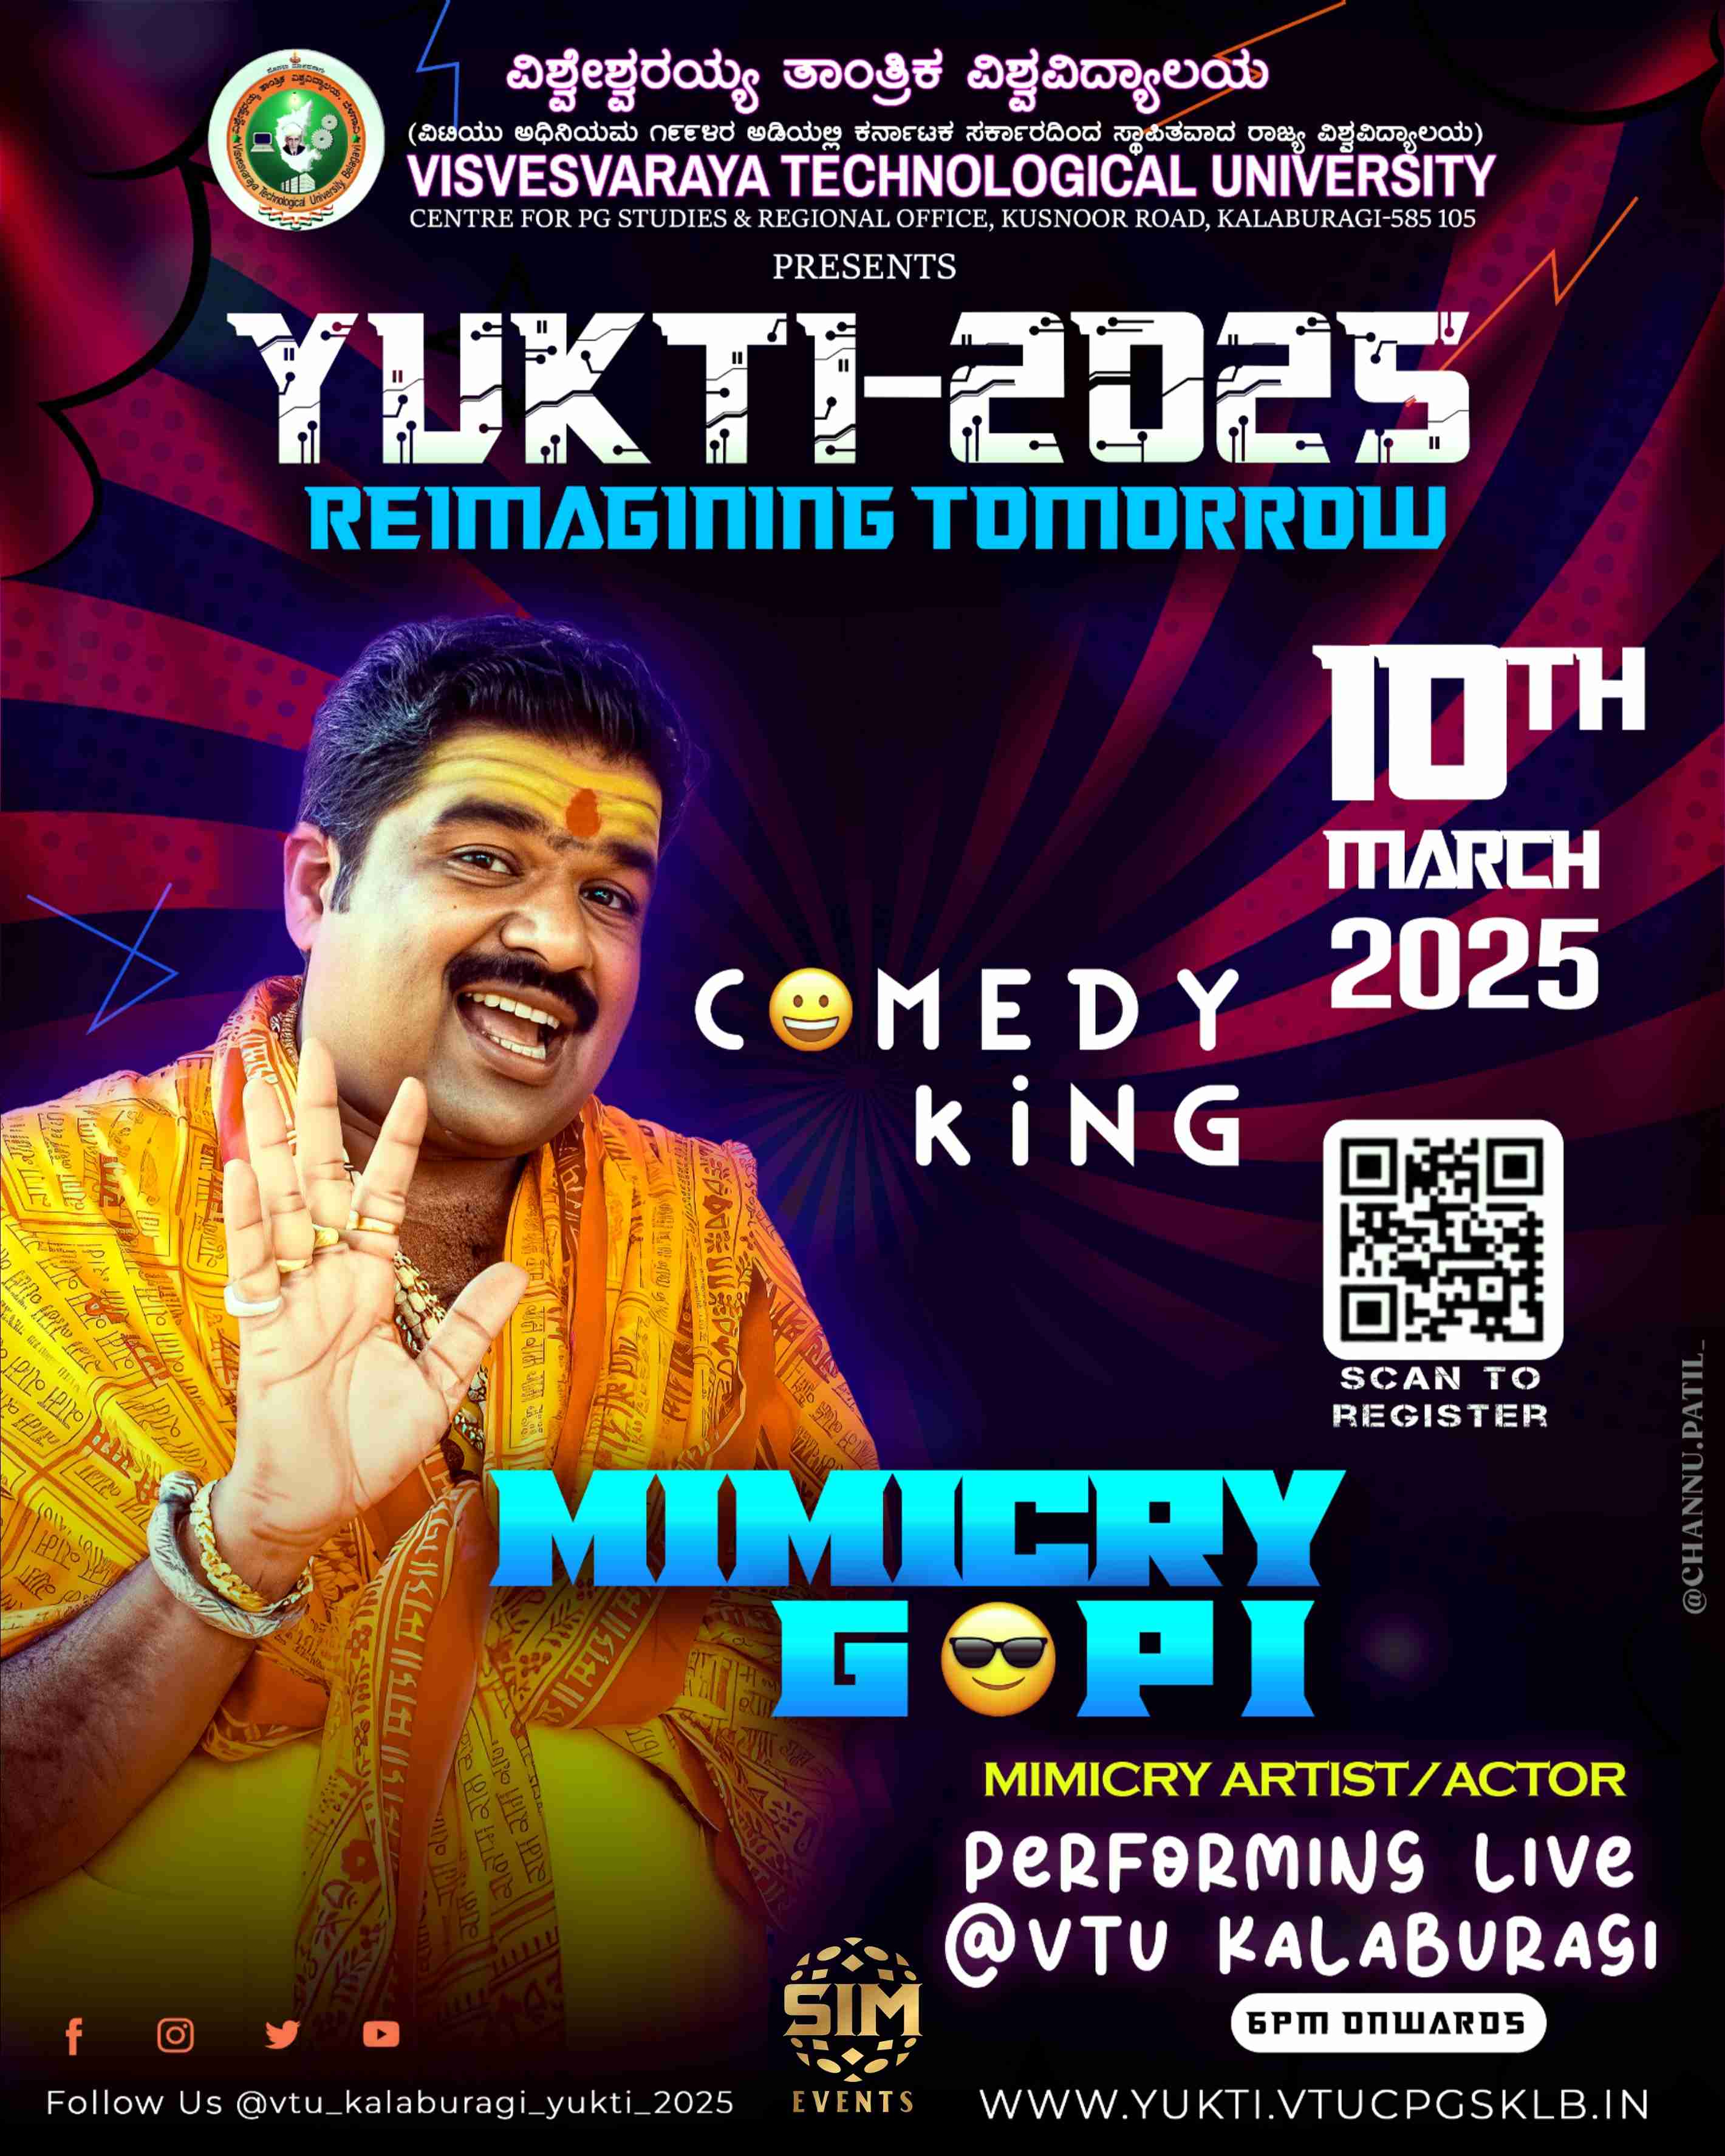 ವಿಶ್ವೇಶ್ವರಯ್ಯ ತಾಂತ್ರಿಕ ವಿಶ್ವವಿದ್ಯಾಲಯ
(ವಿಟಿಯು ಅಧಿನಿಯಮ ೧೯೯೪ರ ಅಡಿಯಲ್ಲಿ ಕರ್ನಾಟಕ ಸರ್ಕಾರದಿಂದ ಸ್ಥಾಪಿತವಾದ ರಾಜ್ಯ ವಿಶ್ವವಿದ್ಯಾಲಯ)
VISVESVARAYA TECHNOLOGICAL UNIVERSITY
CENTRE FOR PG STUDIES & REGIONAL OFFICE, KUSNOOR ROAD, KALABURAGI-585 105
PRESENTS
YUKTI-2025
REIMAGINING TOMORROW
10TH
MARCH
2025
COMEDY
KiNG
SCAN TO
REGISTER
@CHANNU.PATIL_
MIMICRY
GOPI
MIMICRY ARTIST/ACTOR
PERFORMING LIVE
@VTU KALABURAGI
6PM ONWARDS
SIM
EVENTS
Follow Us @vtu_kalaburagi_yukti_2025
WWW.YUKTI.VTUCPGSKLB.IN